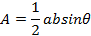 A = 1/2 absinθ